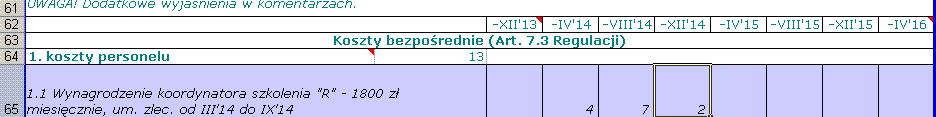 61 UWAGA! Dodatkowe wyjaśnienia w komentarzach.
62 -XII'13 -IV'14 -VIII'14 -XII'14 -IV'15 -VIII'15 -XII'15 -IV'16
63 Koszty bezpośrednie (Art. 7.3 Regulacji)
64 1. koszty personelu 13
1.1 Wynagrodzenie koordynatora szkolenia "R" - 1800 zł
65 miesięcznie, um. zlec. od III'14 do IX'14 4 7 2